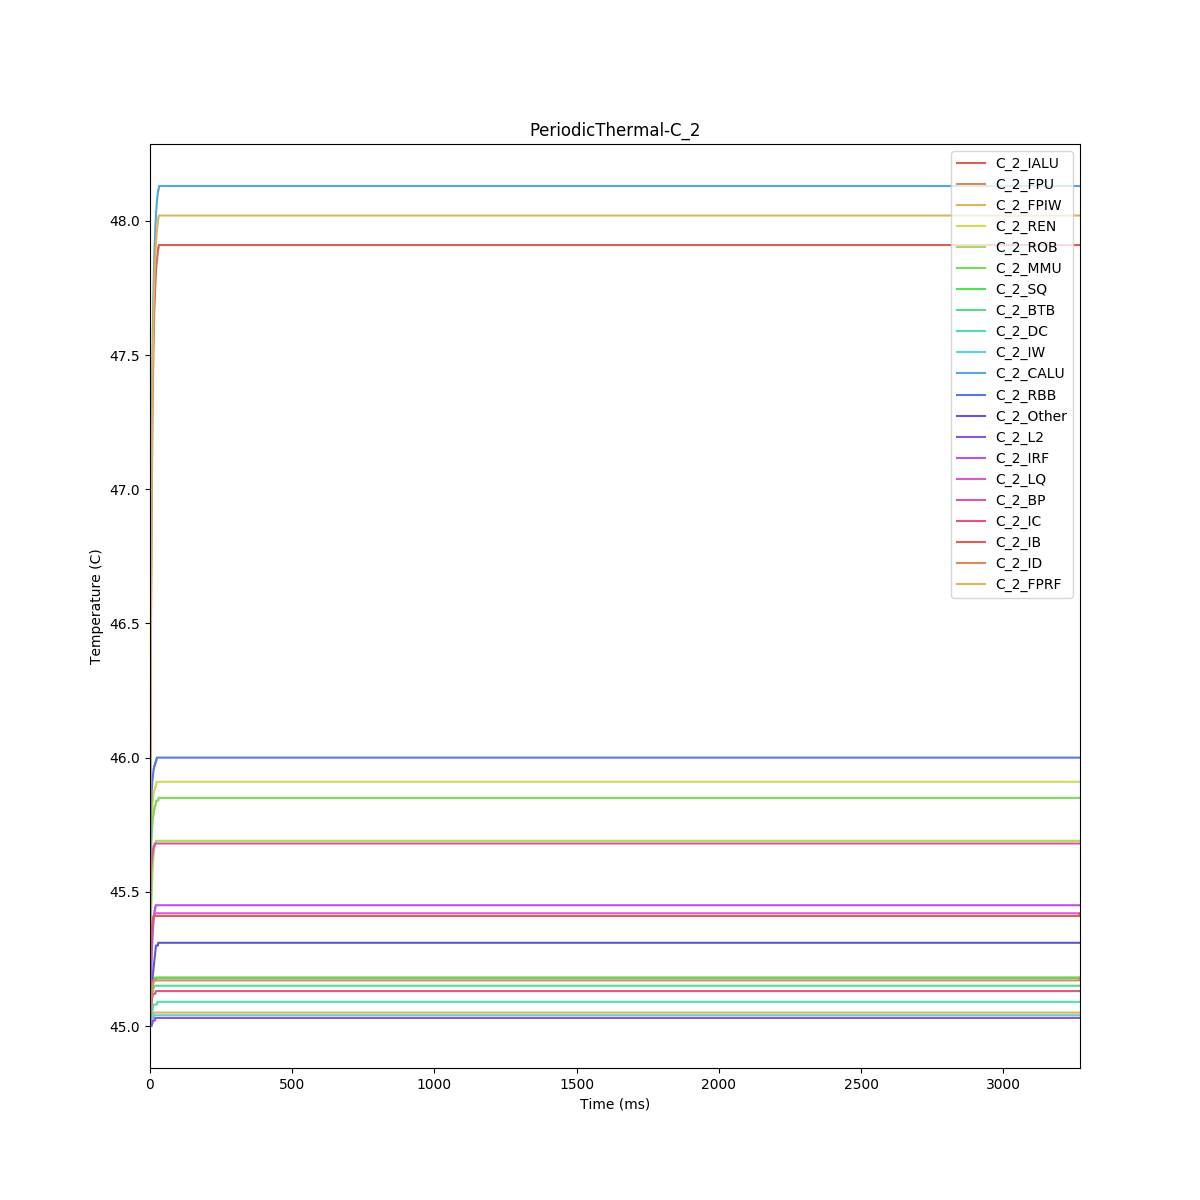 PeriodicThermal-C_2
C_2_IALU
C_2_FPU
C_2_FPIW
C_2_REN
C_2_ROB
C_2_MMU
C_2_SQ
C_2_BTB
C_2_DC
C_2_IW
C_2_CALU
C_2_RBB
C_2_Other
C_2_L2
C_2_IRF
C_2_LQ
C_2_BP
C_2_IC
C_2_IB
C_2_ID
C_2_FPRF
48.0
47.5
47.0
46.5
46.0
45.5
45.0
Temperature (C)
0 500 1000 1500 2000 2500 3000
Time (ms)